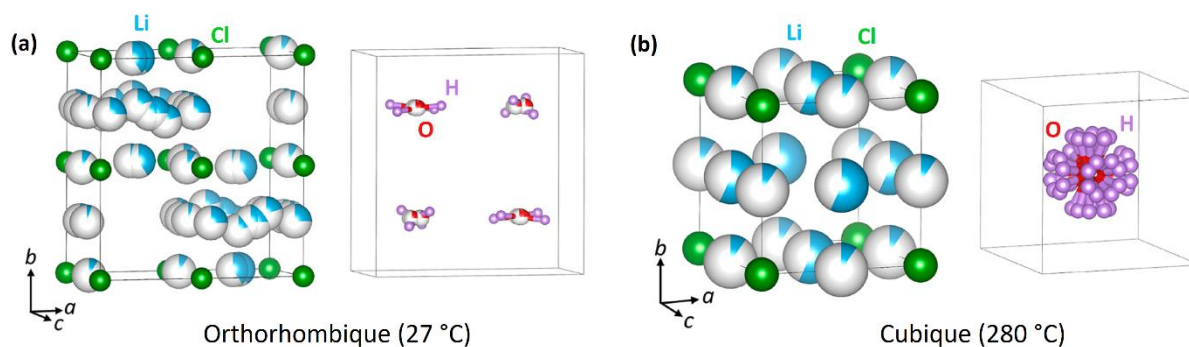 (a)
Li
Cl
H
O
b
a
c
Orthorhombique (27 °C)
(b)
Li
Cl
O
H
b
a
c
Cubique (280 °C)